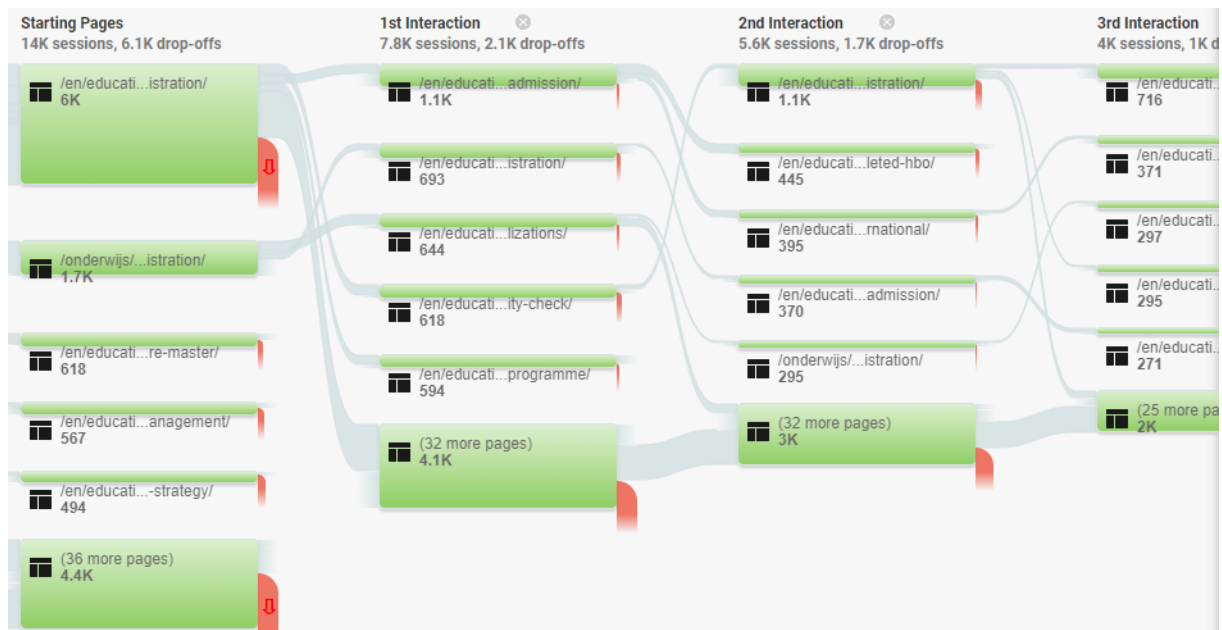 Starting Pages
14K sessions, 6.1K drop-offs
/en/educati...istration/
6K
/onderwijs/...istration/
1.7K
/en/educati...re-master/
618
/en/educati...anagement/
567
/en/educati...-strategy/
494
(36 more pages)
4.4K
1st Interaction
7.8K sessions, 2.1K drop-offs
/en/educati...admission/
1.1K
/en/educati...istration/
693
/en/educati...lizations/
644
/en/educati...ity-check/
618
/en/educati...programme/
594
(32 more pages)
4.1K
2nd Interaction
5.6K sessions, 1.7K drop-offs
/en/educati...istration/
1.1K
/en/educati...leted-hbo/
445
/en/educati...rnational/
395
/en/educati...admission/
370
/onderwijs/...istration/
295
(32 more pages)
3K
3rd Interaction
4K sessions, 1K d
/en/educati..
716
/en/educati..
371
/en/educati..
297
/en/educati..
295
/en/educati..
271
(25 more pa
2K